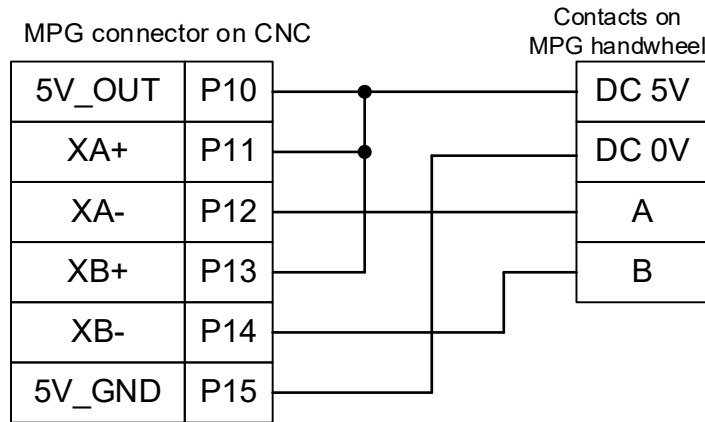 MPG connector on CNC
Contacts on
MPG handwheel
5V_OUT P10
XA+ P11
XA- P12
XB+ P13
XB- P14
5V_GND P15
DC 5V
DC 0V
A
B